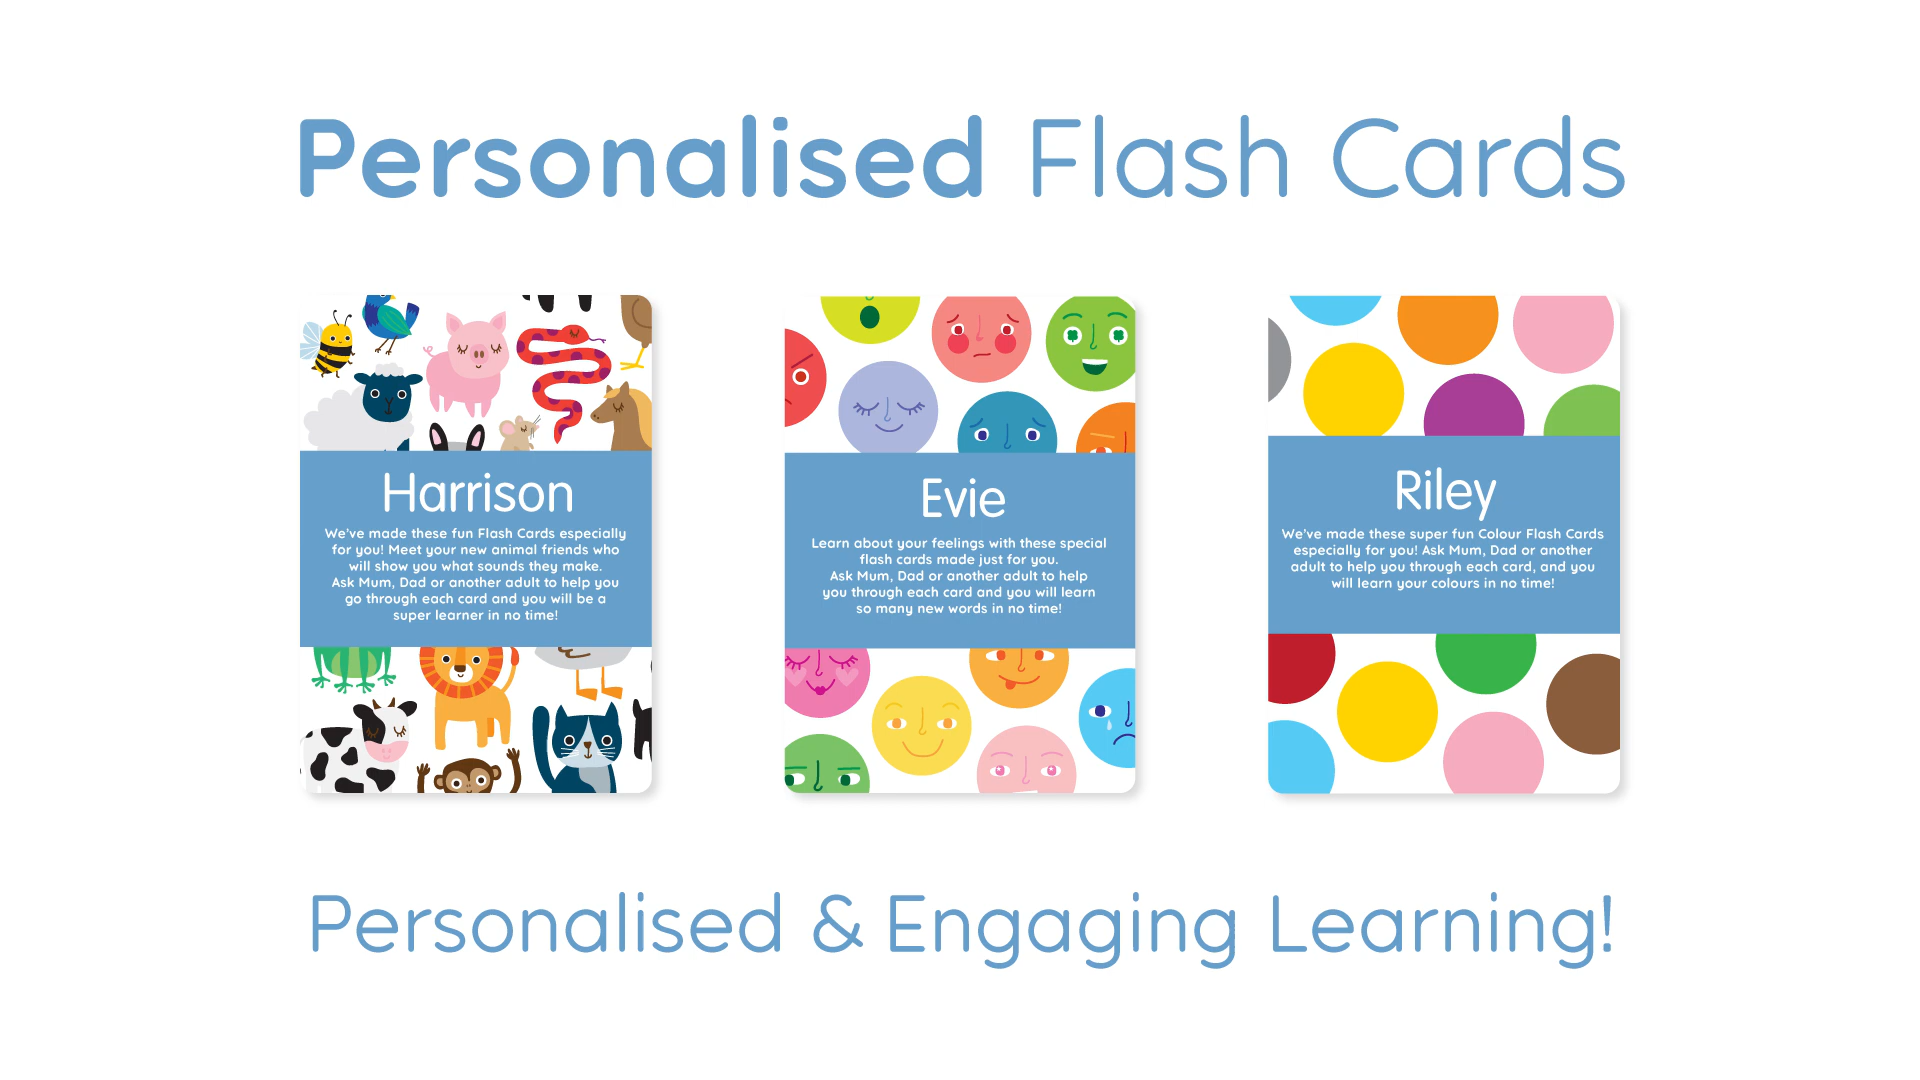 Personalised Flash Cards
Harrison
We've made these fun Flash Cards especially
for you! Meet your new animal friends who
will show you what sounds they make.
Ask Mum, Dad or another adult to help you
go through each card and you will be a
super learner in no time!
Evie
Learn about your feelings with these special
flash cards made just for you.
Ask Mum, Dad or another adult to help
you through each card and you will learn
so many new words in no time!
Riley
We've made these super fun Colour Flash Cards
especially for you! Ask Mum, Dad or another
adult to help you through each card, and you
will learn your colours in no time!
Personalised & Engaging Learning!